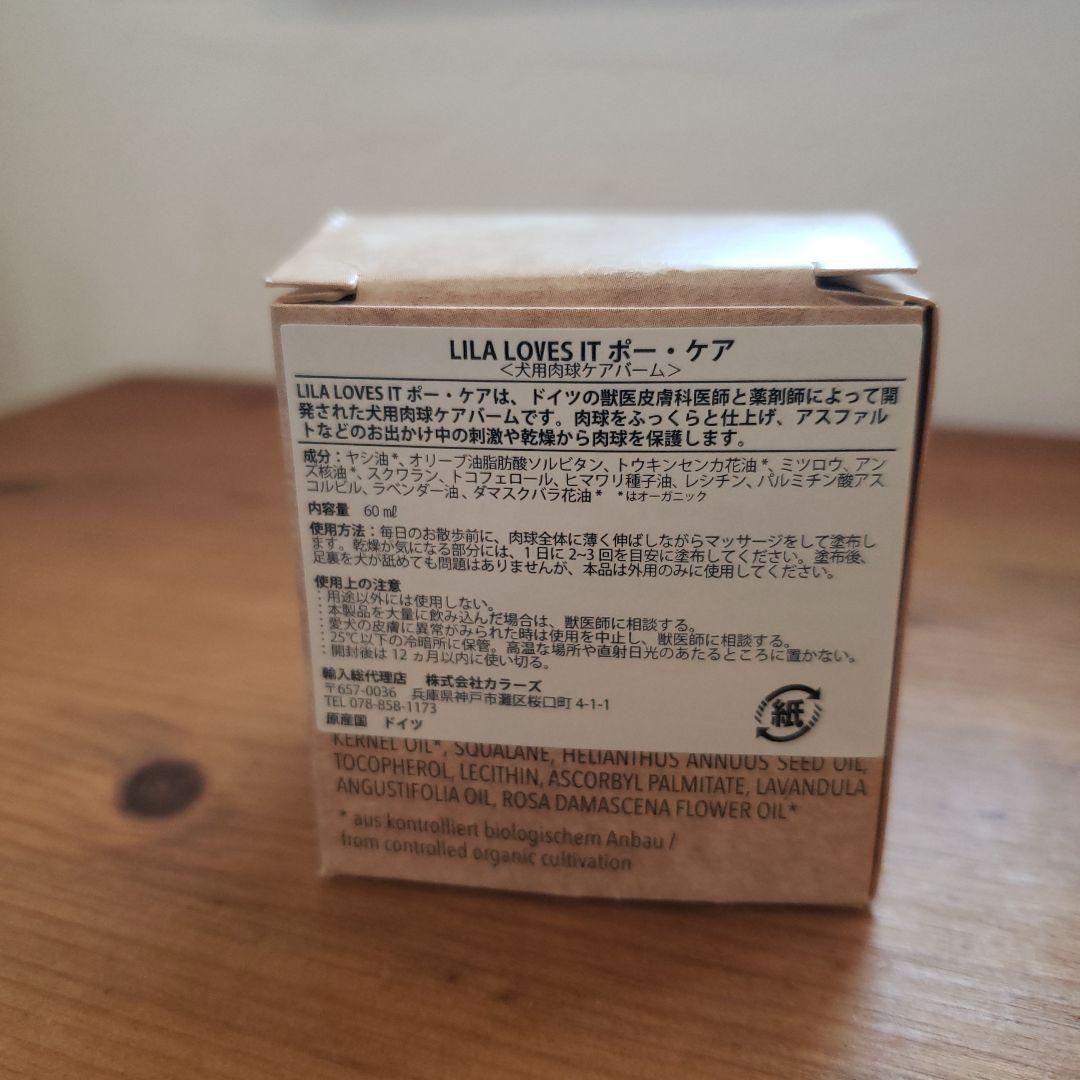 LILA LOVES IT ポー・ケア
＜犬用肉球ケアバーム＞
LILA LOVES IT ポー・ケアは、ドイツの獣医皮膚科医師と薬剤師によって開
発された犬用肉球ケアバームです。肉球をふっくらと仕上げ、アスファル
トなどのお出かけ中の刺激や乾燥から肉球を保護します。
成分：ヤシ油*、オリーブ油脂肪酸ソルビタン、トウキンセンカ花油*、ミツロウ、アン
ズ核油*、スクワラン、トコフェロール、ヒマワリ種子油、レシチン、パルミチン酸アス
コルビル、ラベンダー油、ダマスクバラ花油* *はオーガニック
内容量 60㎖
使用方法：毎日のお散歩前に、肉球全体に薄く伸ばしながらマッサージをして塗布し
ます。乾燥が気になる部分には、1日に2~3回を目安に塗布してください。塗布後、
足裏を犬が舐めても問題はありませんが、本品は外用のみに使用してください。
使用上の注意
：用途以外には使用しない。
：本製品を大量に飲み込んだ場合は、獣医師に相談する。
：愛犬の皮膚に異常がみられた時は使用を中止し、獣医師に相談する。
：25℃以下の冷暗所に保管。高温な場所や直射日光のあたるところに置かない。
：開封後は12ヵ月以内に使い切る。
輸入総代理店 株式会社カラーズ
〒657-0036 兵庫県神戸市灘区桜口町4-1-1
TEL 078-858-1173
原産国 ドイツ
紙
KERNEL OIL*, SQUALANE, HELIANTHUS ANNUUS SEED OIL,
TOCOPHEROL, LECITHIN, ASCORBYL PALMITATE, LAVANDULA
ANGUSTIFOLIA OIL, ROSA DAMASCENA FLOWER OIL*
* aus kontrolliert biologischem Anbau /
from controlled organic cultivation